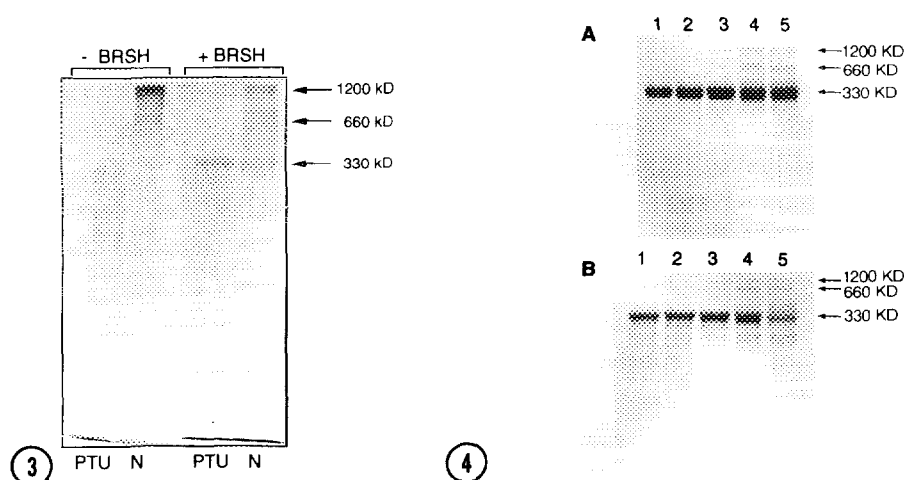 - BRSH + BRSH
1200 kD
660 kD
330 kD
PTU N PTU N
3
A
1 2 3 4 5
1200 KD
660 KD
330 KD
B
1 2 3 4 5
1200 KD
660 KD
330 KD
4